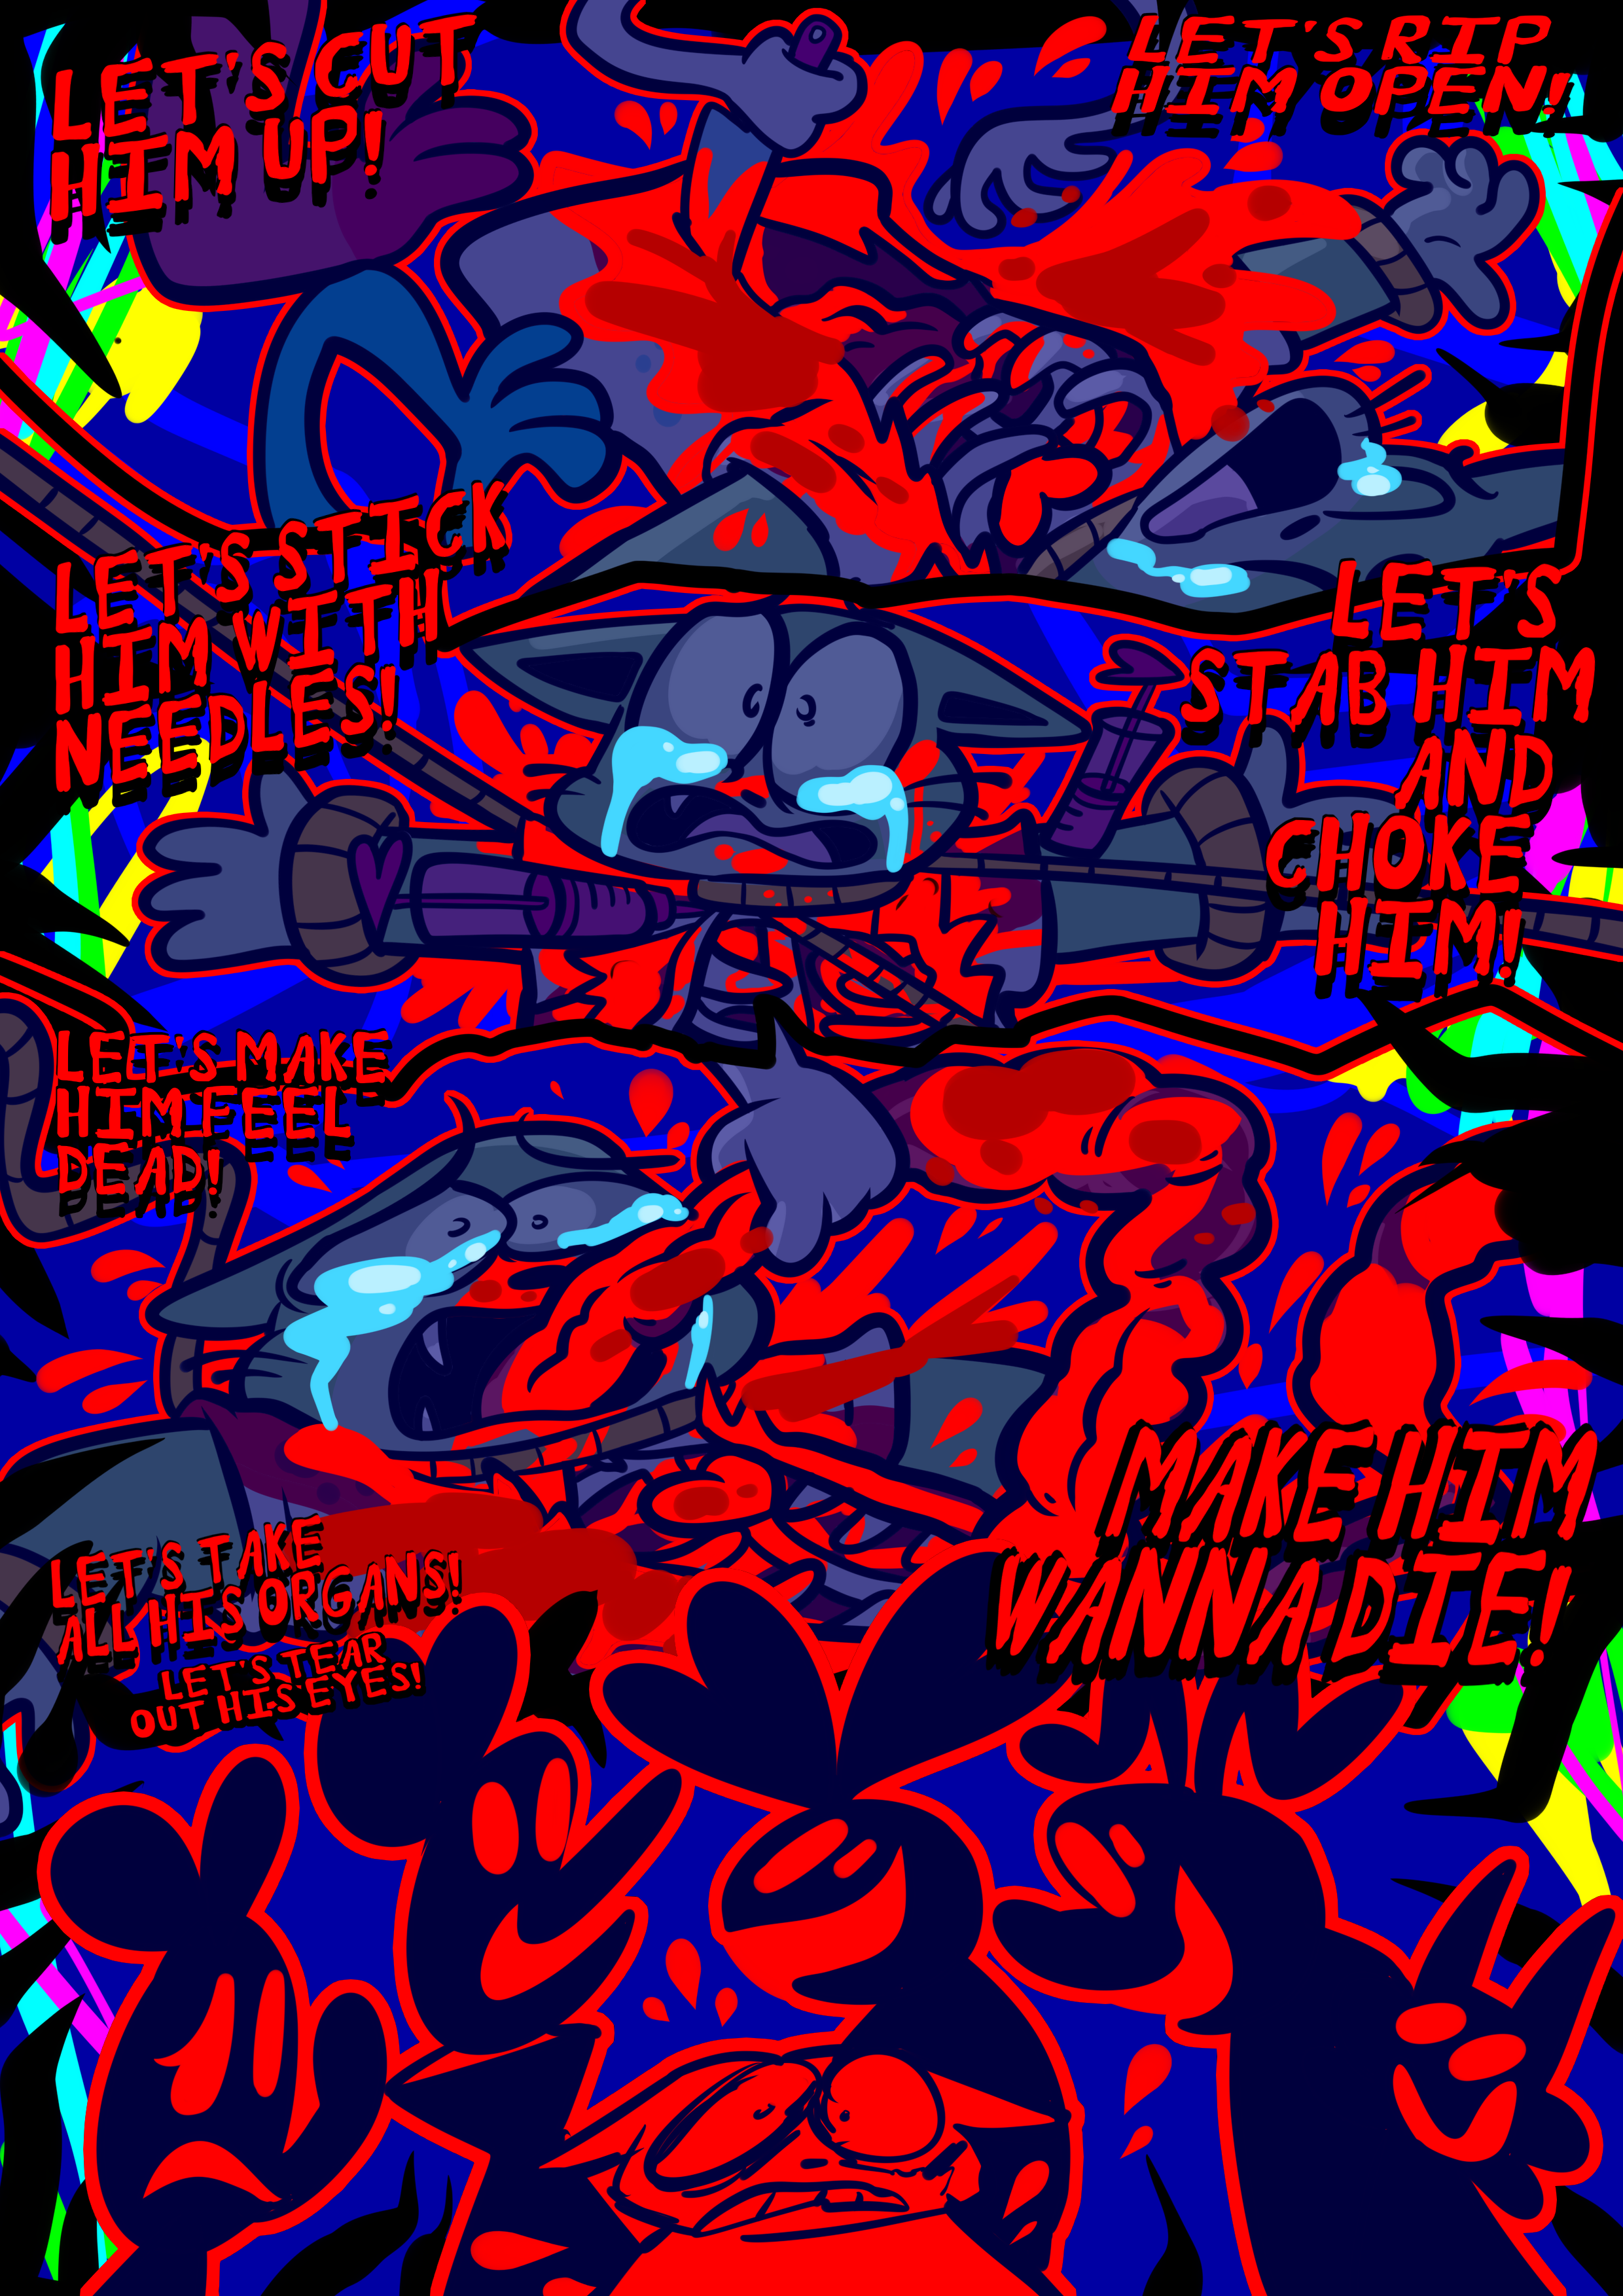 LET'S CUT
HIM UP!
LET'S RIP
HIM OPEN!
LET'S STICK
HIM WITH
NEEDLES!
LET'S
STAB HIM
AND
CHOKE
HIM!
LET'S MAKE
HIM FEEL
DEAD!
MAKE HIM
WANNA DIE!
LET'S TAKE
ALL HIS ORGANS!
LET'S TEAR
OUT HIS EYES!